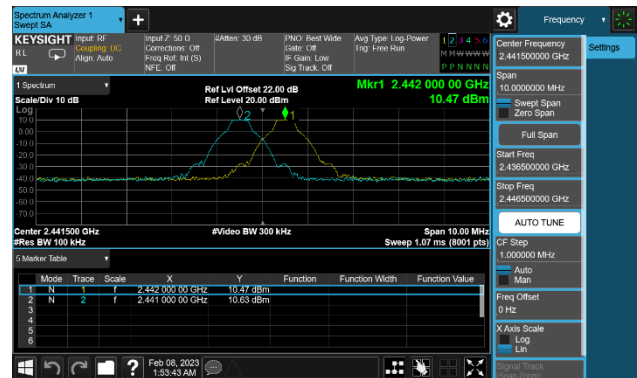 Spectrum Analyzer 1
Swept SA
Frequency
KEYSIGHT
RL
LXI
Input: RF
Coupling: DC
Align: Auto
Input Z: 50 Ω
Corrections: Off
Freq Ref: Int (S)
NFE: Off
#Atten: 30 dB
PNO: Best Wide
Gate: Off
IF Gain: Low
Sig Track: Off
Avg Type: Log-Power
Trig: Free Run
1 2 3 4 5 6
M M W W W W
P P N N N N
1 Spectrum
Scale/Div 10 dB
Ref Lvl Offset 22.00 dB
Ref Level 20.00 dBm
Mkr1 2.442 000 00 GHz
10.47 dBm
Log
10.0
0.00
-10.0
-20.0
-30.0
-40.0
-50.0
-60.0
-70.0
2
1
Center 2.441500 GHz
#Res BW 100 kHz
#Video BW 300 kHz
Span 10.00 MHz
Sweep 1.07 ms (8001 pts)
5 Marker Table
Mode Trace Scale X Y Function Function Width Function Value
1 N 1 f 2.442 000 00 GHz 10.47 dBm
2 N 2 f 2.441 000 00 GHz 10.63 dBm
3
4
5
6
Feb 08, 2023
1:53:43 AM
Settings
Center Frequency
2.441500000 GHz
Span
10.0000000 MHz
Swept Span
Zero Span
Full Span
Start Freq
2.436500000 GHz
Stop Freq
2.446500000 GHz
AUTO TUNE
CF Step
1.000000 MHz
Auto
Man
Freq Offset
0 Hz
X Axis Scale
Log
Lin
Signal Track
(Span Zoom)